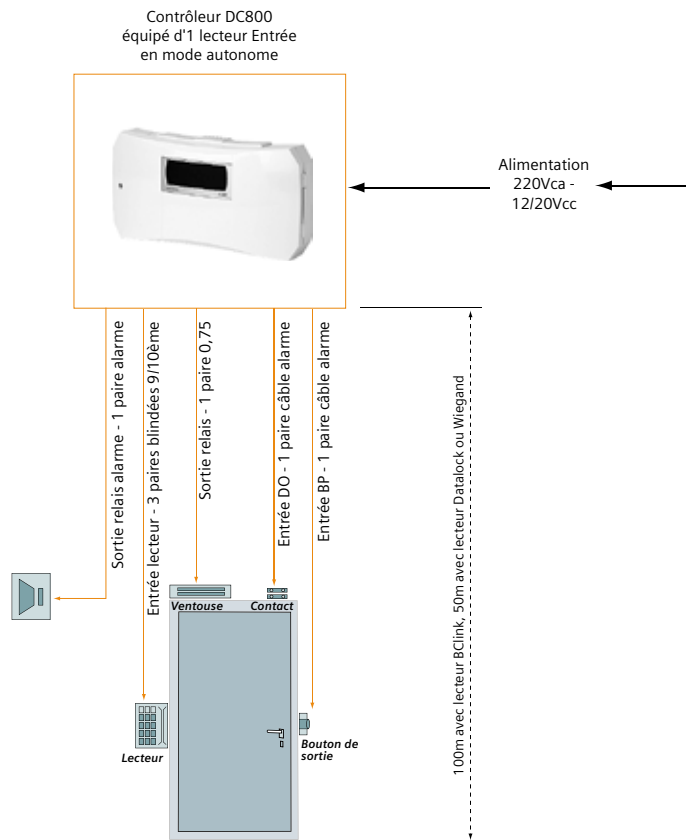 Contrôleur DC800
équipé d'1 lecteur Entrée
en mode autonome
Alimentation
220Vca -
12/20Vcc
Sortie relais alarme - 1 paire alarme
Entrée lecteur - 3 paires blindées 9/10ème
Sortie relais - 1 paire 0,75
Entrée DO - 1 paire câble alarme
Entrée BP - 1 paire câble alarme
100m avec lecteur BClink, 50m avec lecteur Datalock ou Wiegand
Ventouse
Contact
Lecteur
Bouton de
sortie